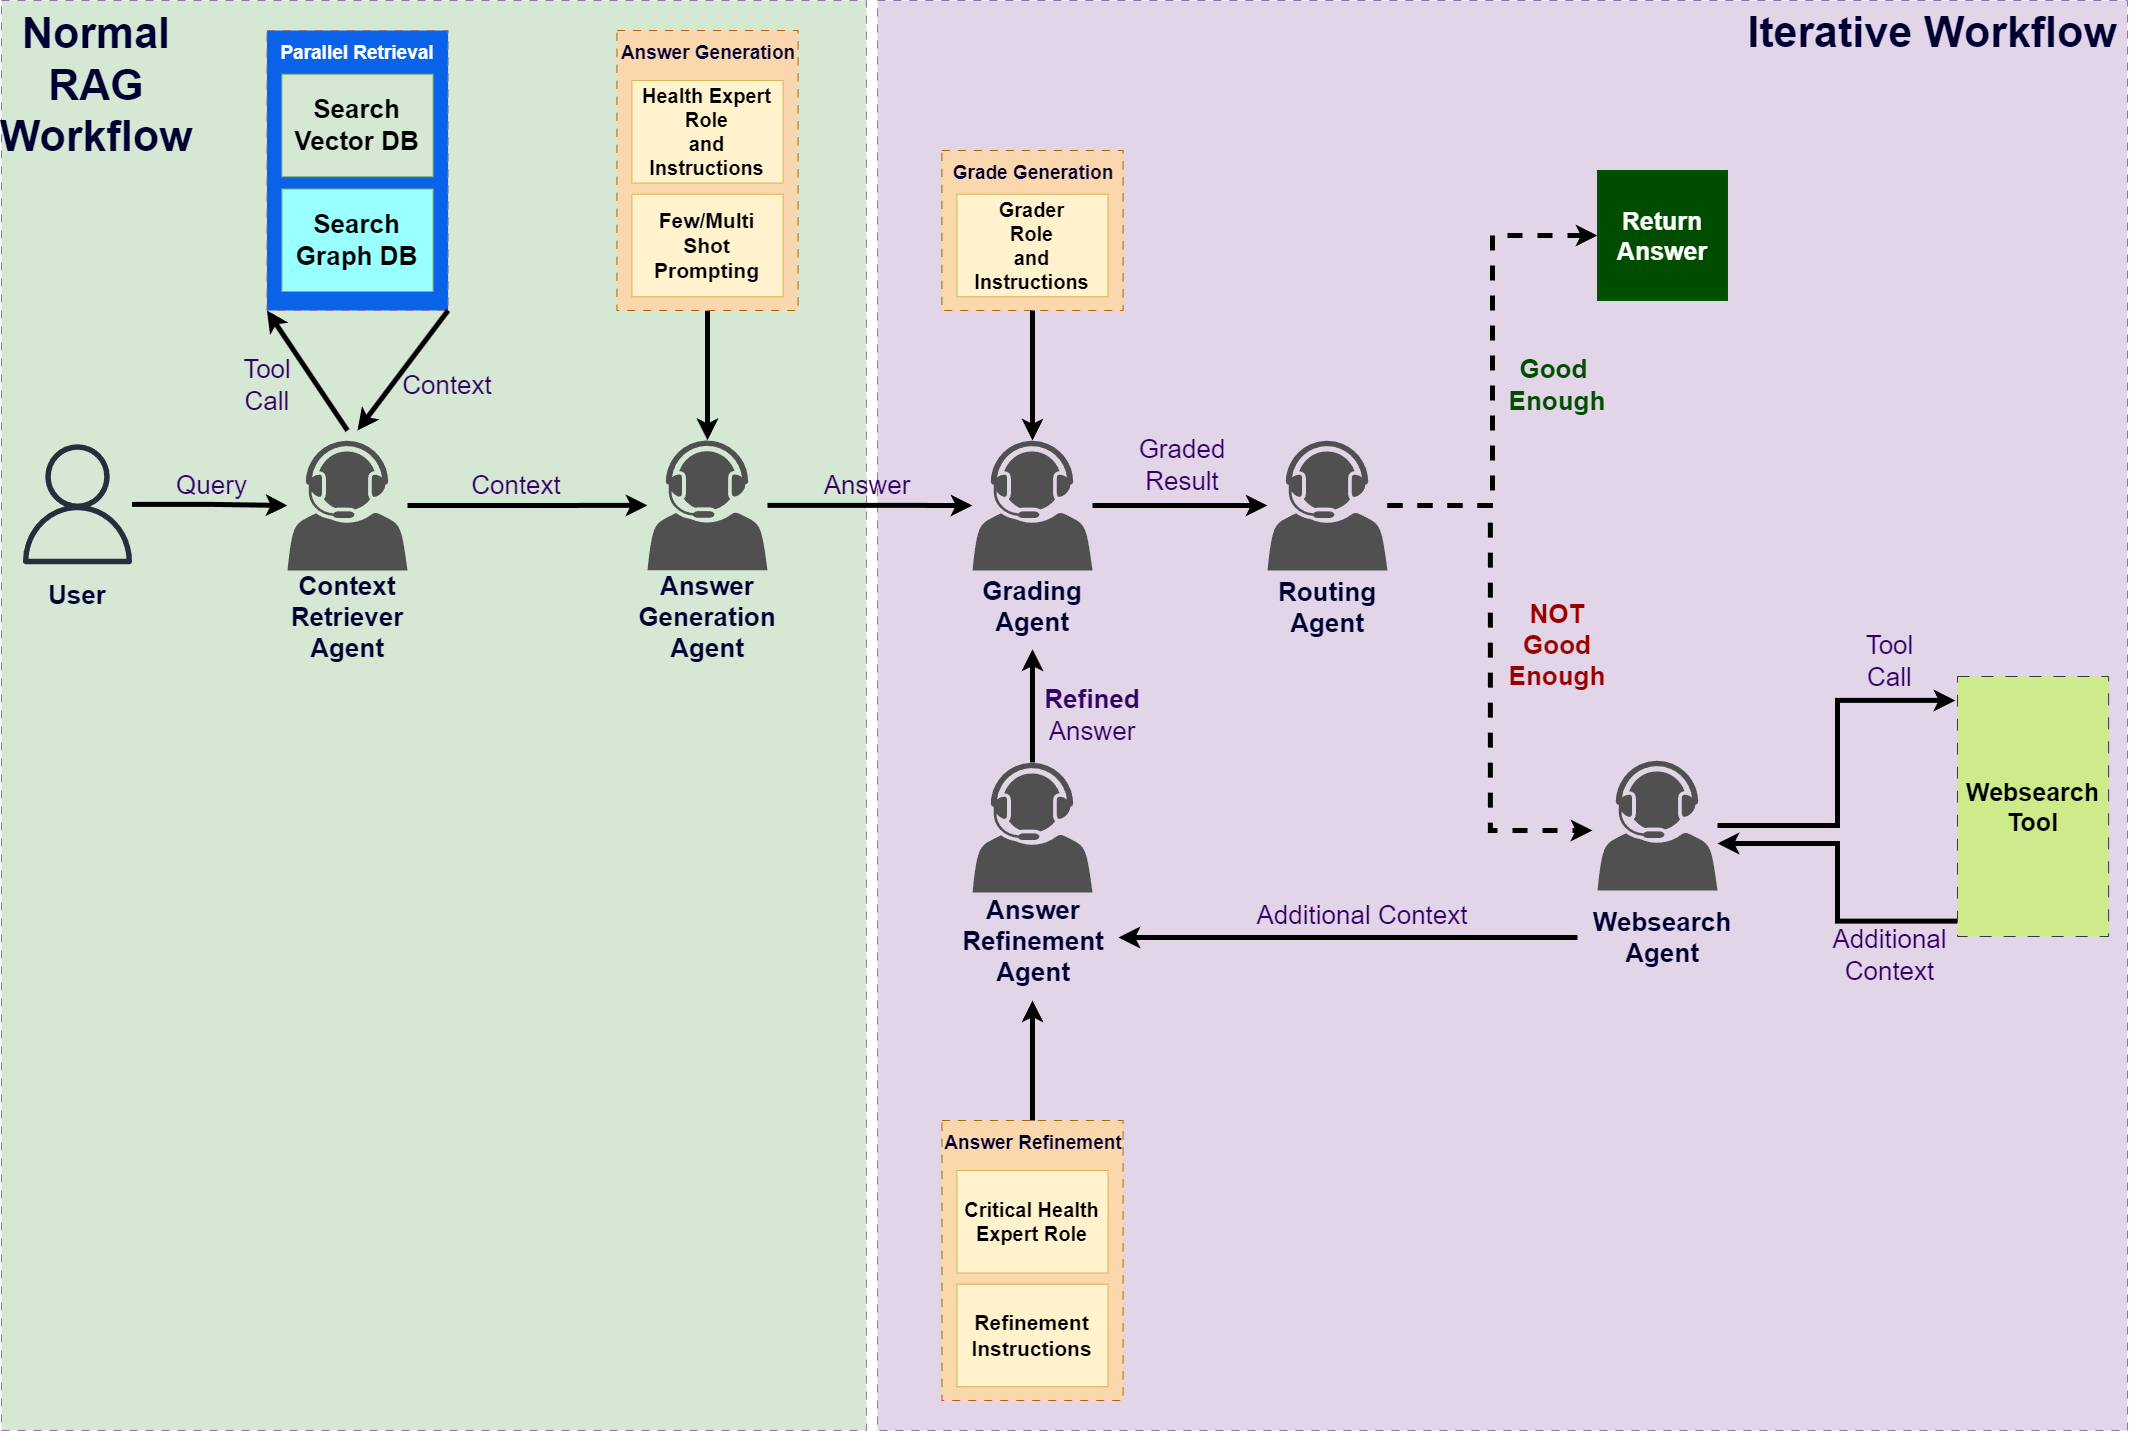 Normal
RAG
Workflow
Parallel Retrieval
Search
Vector DB
Search
Graph DB
Tool
Call
Context
Answer Generation
Health Expert
Role
and
Instructions
Few/Multi
Shot
Prompting
Query
Context
Answer
User
Context
Retriever
Agent
Answer
Generation
Agent
Iterative Workflow
Grade Generation
Grader
Role
and
Instructions
Graded
Result
Grading
Agent
Routing
Agent
Return
Answer
Good
Enough
NOT
Good
Enough
Tool
Call
Websearch
Tool
Additional
Context
Websearch
Agent
Additional Context
Refined
Answer
Answer
Refinement
Agent
Answer Refinement
Critical Health
Expert Role
Refinement
Instructions